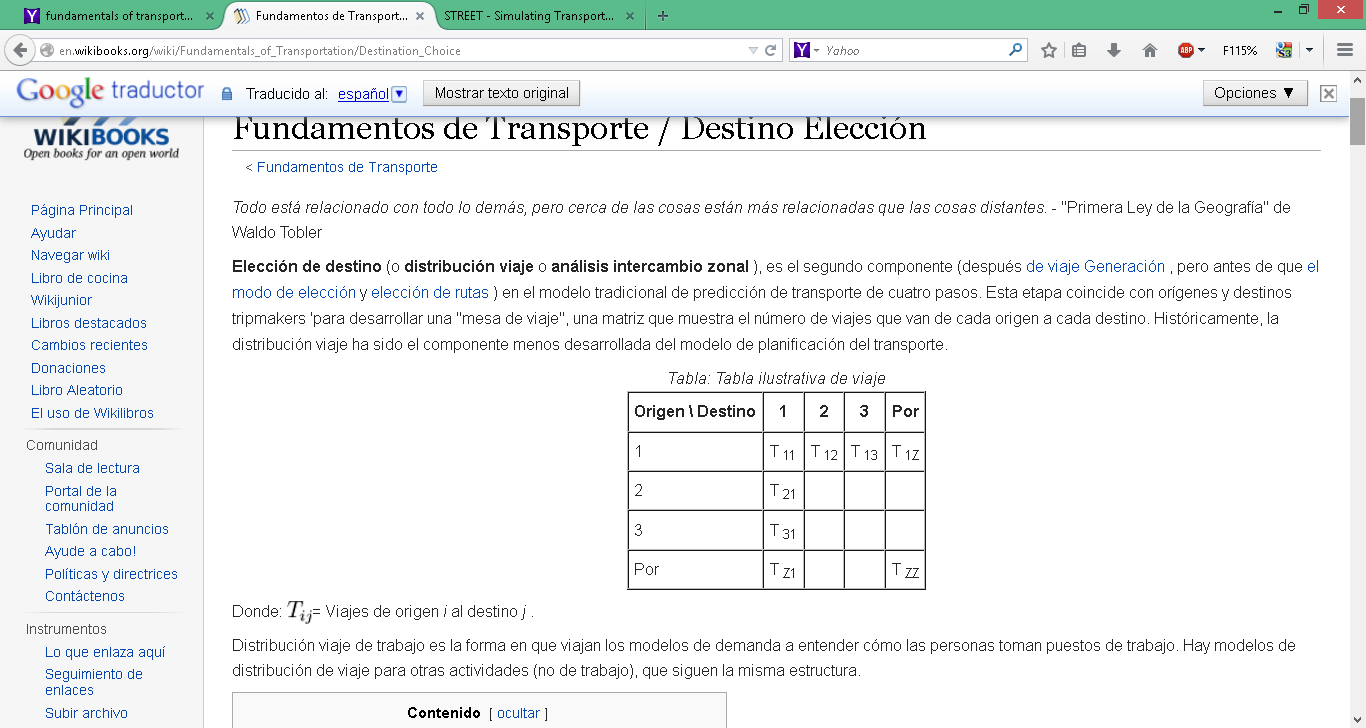 fundamentals of transport...
Fundamentos de Transport...
STREET - Simulating Transport...
en.wikibooks.org/wiki/Fundamentals_of_Transportation/Destination_Choice
Yahoo
ABP
F115%
Google traductor
Traducido al: español
Mostrar texto original
Opciones ▼
WIKIBOOKS
Open books for an open world
Página Principal
Ayudar
Navegar wiki
Libro de cocina
Wikijunior
Libros destacados
Cambios recientes
Donaciones
Libro Aleatorio
El uso de Wikilibros
Comunidad
Sala de lectura
Portal de la
comunidad
Tablón de anuncios
Ayude a cabo!
Políticas y directrices
Contáctenos
Instrumentos
Lo que enlaza aquí
Seguimiento de
enlaces
Subir archivo
Fundamentos de Transporte / Destino Elección
< Fundamentos de Transporte
Todo está relacionado con todo lo demás, pero cerca de las cosas están más relacionadas que las cosas distantes. - "Primera Ley de la Geografía" de
Waldo Tobler
Elección de destino (o distribución viaje o análisis intercambio zonal ), es el segundo componente (después de viaje Generación , pero antes de que el
modo de elección y elección de rutas ) en el modelo tradicional de predicción de transporte de cuatro pasos. Esta etapa coincide con orígenes y destinos
tripmakers 'para desarrollar una "mesa de viaje", una matriz que muestra el número de viajes que van de cada origen a cada destino. Históricamente, la
distribución viaje ha sido el componente menos desarrollada del modelo de planificación del transporte.
Tabla: Tabla ilustrativa de viaje
Origen \ Destino 1 2 3 Por
1 T 11 T 12 T 13 T 1Z
2 T 21
3 T 31
Por T Z1 T ZZ
Donde: Tij= Viajes de origen i al destino j .
Distribución viaje de trabajo es la forma en que viajan los modelos de demanda a entender cómo las personas toman puestos de trabajo. Hay modelos de
distribución de viaje para otras actividades (no de trabajo), que siguen la misma estructura.
Contenido [ ocultar ]